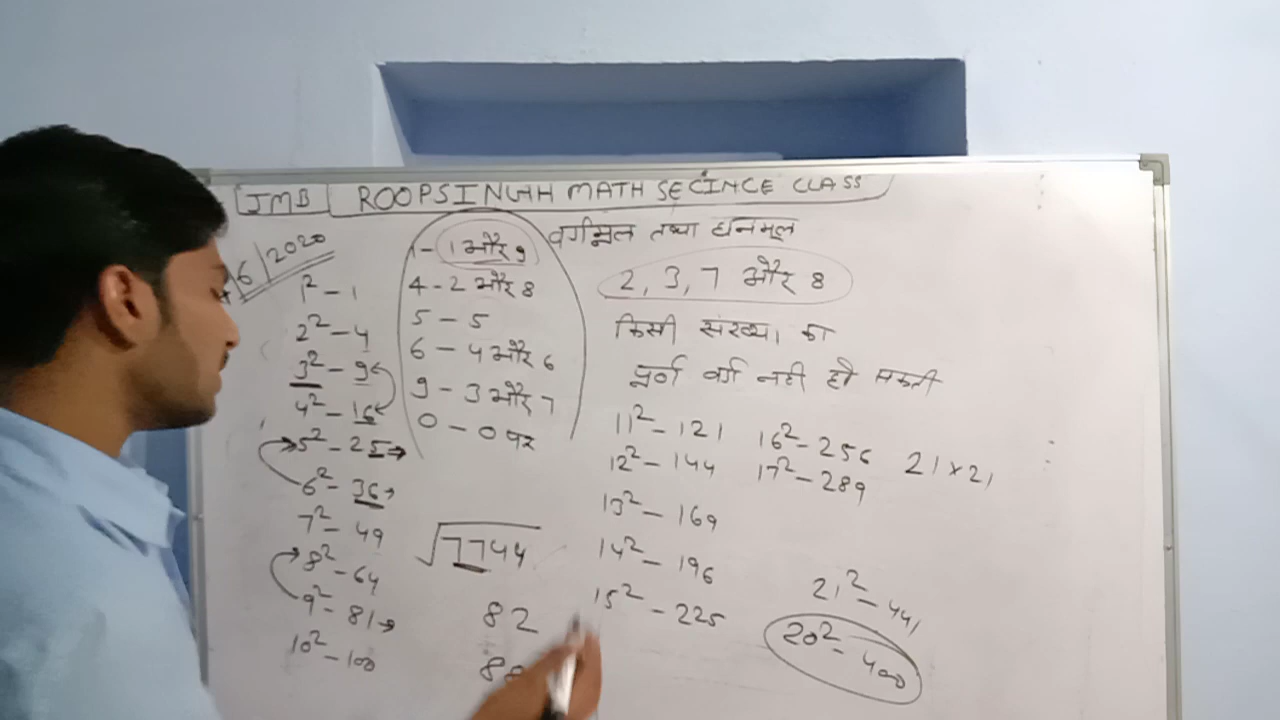 JMB ROOPSINGH MATH SECINCE CLASS
वर्गमूल तथा घनमूल
6/2020
1² - 1
2² - 4
3² - 9
4² - 16
5² - 25
6² - 36
7² - 49
8² - 64
9² - 81
10² - 100
1 - 1 और 9
4 - 2 और 8
5 - 5
6 - 4 और 6
9 - 3 और 7
0 - 0 पर
√7744
82
88
2, 3, 7 और 8
किसी संख्या का
पूर्ण वर्ग नही हो सकती
11² - 121
12² - 144
13² - 169
14² - 196
15² - 225
16² - 256
17² - 289
21 x 21
21² - 441
20² - 400